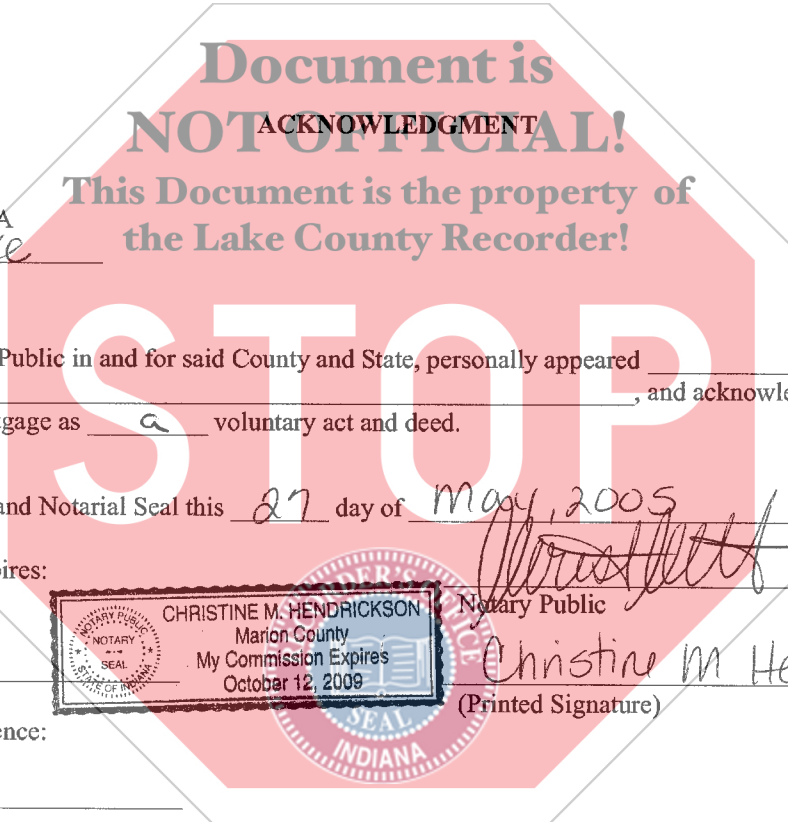 Document is
NOT OFFICIAL!
ACKNOWLEDGMENT
This Document is the property of
the Lake County Recorder!
A
STOP
Public in and for said County and State, personally appeared
, and acknowle
gage as a voluntary act and deed.
and Notarial Seal this 27 day of May, 2005
ires:
Notary Public
CHRISTINE M. HENDRICKSON
Marion County
My Commission Expires
October 12, 2009
NOTARY PUBLIC
NOTARY
SEAL
STATE OF INDIANA
RECORDER'S OFFICE
SEAL
INDIANA
Christine M He
(Printed Signature)
ence: